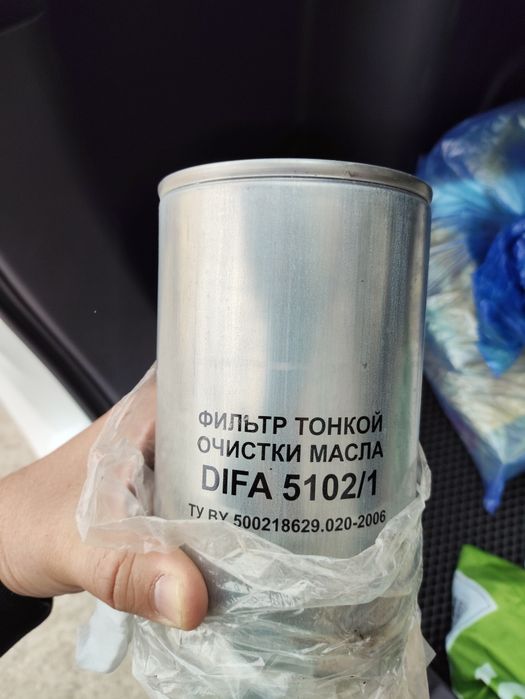 ФИЛЬТР ТОНКОЙ
ОЧИСТКИ МАСЛА
DIFA 5102/1
ТУ BY 500218629.020-2006